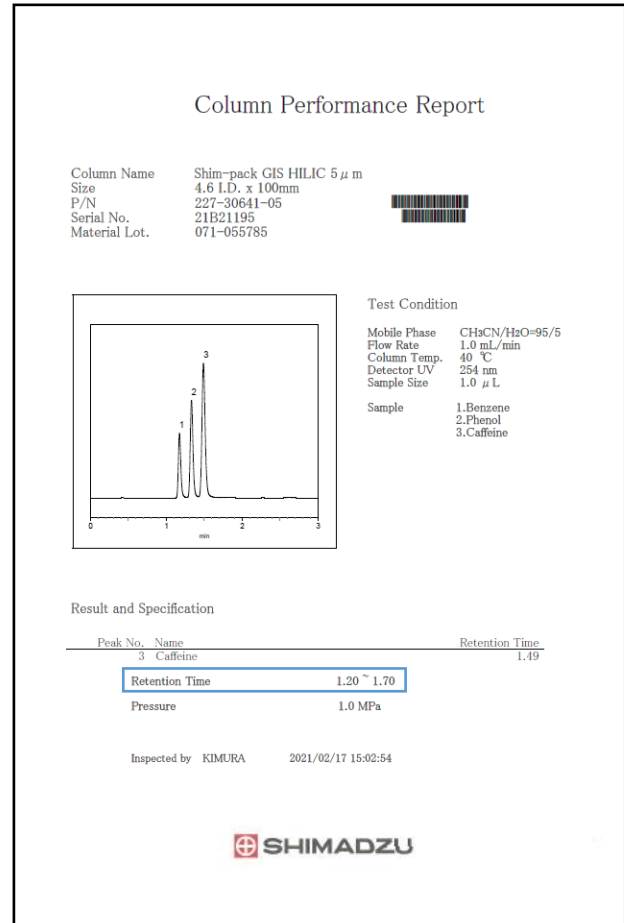 Column Performance Report
Column Name Shim-pack GIS HILIC 5 μ m
Size 4.6 I.D. x 100mm
P/N 227-30641-05
Serial No. 21B21195
Material Lot. 071-055785
Test Condition
Mobile Phase CH3CN/H2O=95/5
Flow Rate 1.0 mL/min
Column Temp. 40 ℃
Detector UV 254 nm
Sample Size 1.0 μ L
Sample 1.Benzene
2.Phenol
3.Caffeine
3
2
1
0 1 2 3
min
Result and Specification
Peak No. Name Retention Time
3 Caffeine 1.49
Retention Time 1.20 ~ 1.70
Pressure 1.0 MPa
Inspected by KIMURA 2021/02/17 15:02:54
SHIMADZU